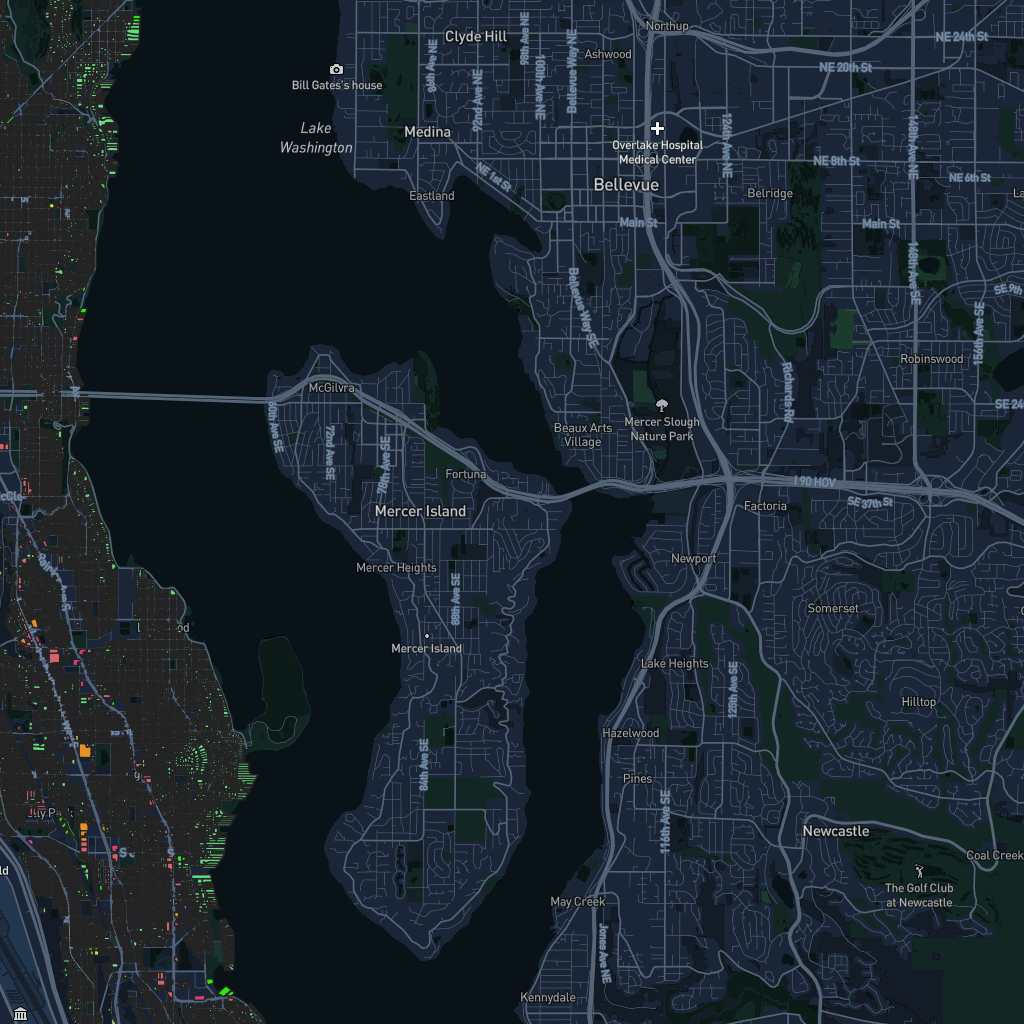 Northup
Clyde Hill
98th Ave NE
NE 24th St
96th Ave NE
100th Ave NE
Bellevue Way NE
Ashwood
NE 20th St
Bill Gates's house
92nd Ave NE
Lake
Washington
Medina
124th Ave NE
148th Ave NE
Overlake Hospital
Medical Center
NE 8th St
NE 1st St
NE 6th St
Bellevue
Eastland
Belridge
Main St
Main St
148th Ave SE
Bellevue Way SE
SE 9th
156th Ave SE
Robinswood
McGilvra
Richards Rd
60th Ave SE
72nd Ave SE
78th Ave SE
Beaux Arts
Village
Mercer Slough
Nature Park
SE 24
Fortuna
I 90 HOV
SE 37th St
Factoria
Mercer Island
Newport
Mercer Heights
88th Ave SE
Somerset
Mercer Island
Lake Heights
125th Ave SE
Hilltop
Hazelwood
84th Ave SE
Pines
116th Ave SE
Newcastle
Coal Creek
The Golf Club
at Newcastle
May Creek
Jones Ave NE
Kennydale